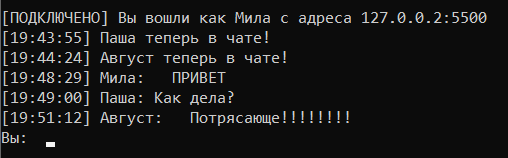 [ПОДКЛЮЧЕНО] Вы вошли как Мила с адреса 127.0.0.2:5500
[19:43:55] Паша теперь в чате!
[19:44:24] Август теперь в чате!
[19:48:29] Мила:   ПРИВЕТ
[19:49:00] Паша: Как дела?
[19:51:12] Август:   Потрясающе!!!!!!!!
Вы: